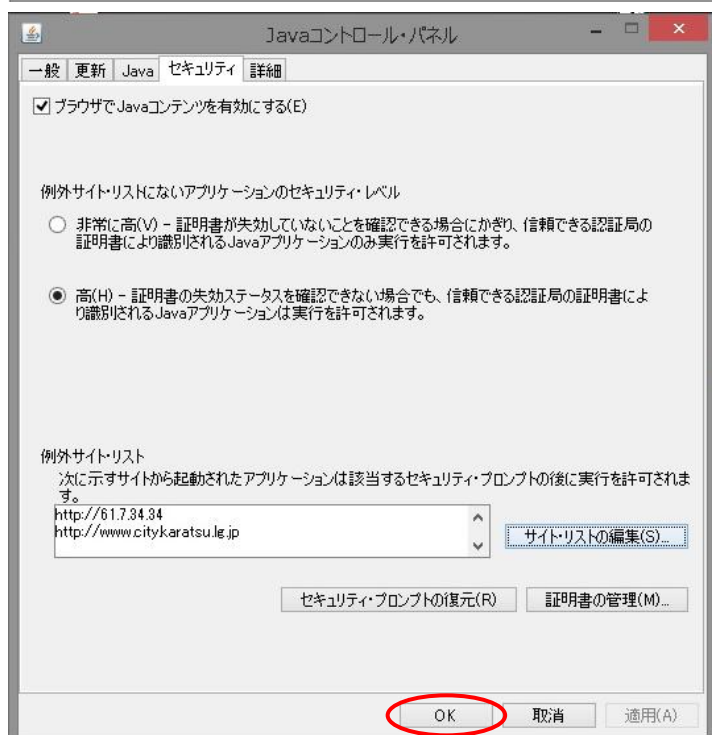 Javaコントロール・パネル
一般 更新 Java セキュリティ 詳細
ブラウザでJavaコンテンツを有効にする(E)
例外サイト・リストにないアプリケーションのセキュリティ・レベル
非常に高(V) - 証明書が失効していないことを確認できる場合にかぎり、信頼できる認証局の
証明書により識別されるJavaアプリケーションのみ実行を許可されます。
高(H) - 証明書の失効ステータスを確認できない場合でも、信頼できる認証局の証明書によ
り識別されるJavaアプリケーションは実行を許可されます。
例外サイト・リスト
次に示すサイトから起動されたアプリケーションは該当するセキュリティ・プロンプトの後に実行を許可されま
す。
http://61.7.34.34
http://www.city.karatsu.lg.jp
サイト・リストの編集(S)...
セキュリティ・プロンプトの復元(R) 証明書の管理(M)...
OK 取消 適用(A)